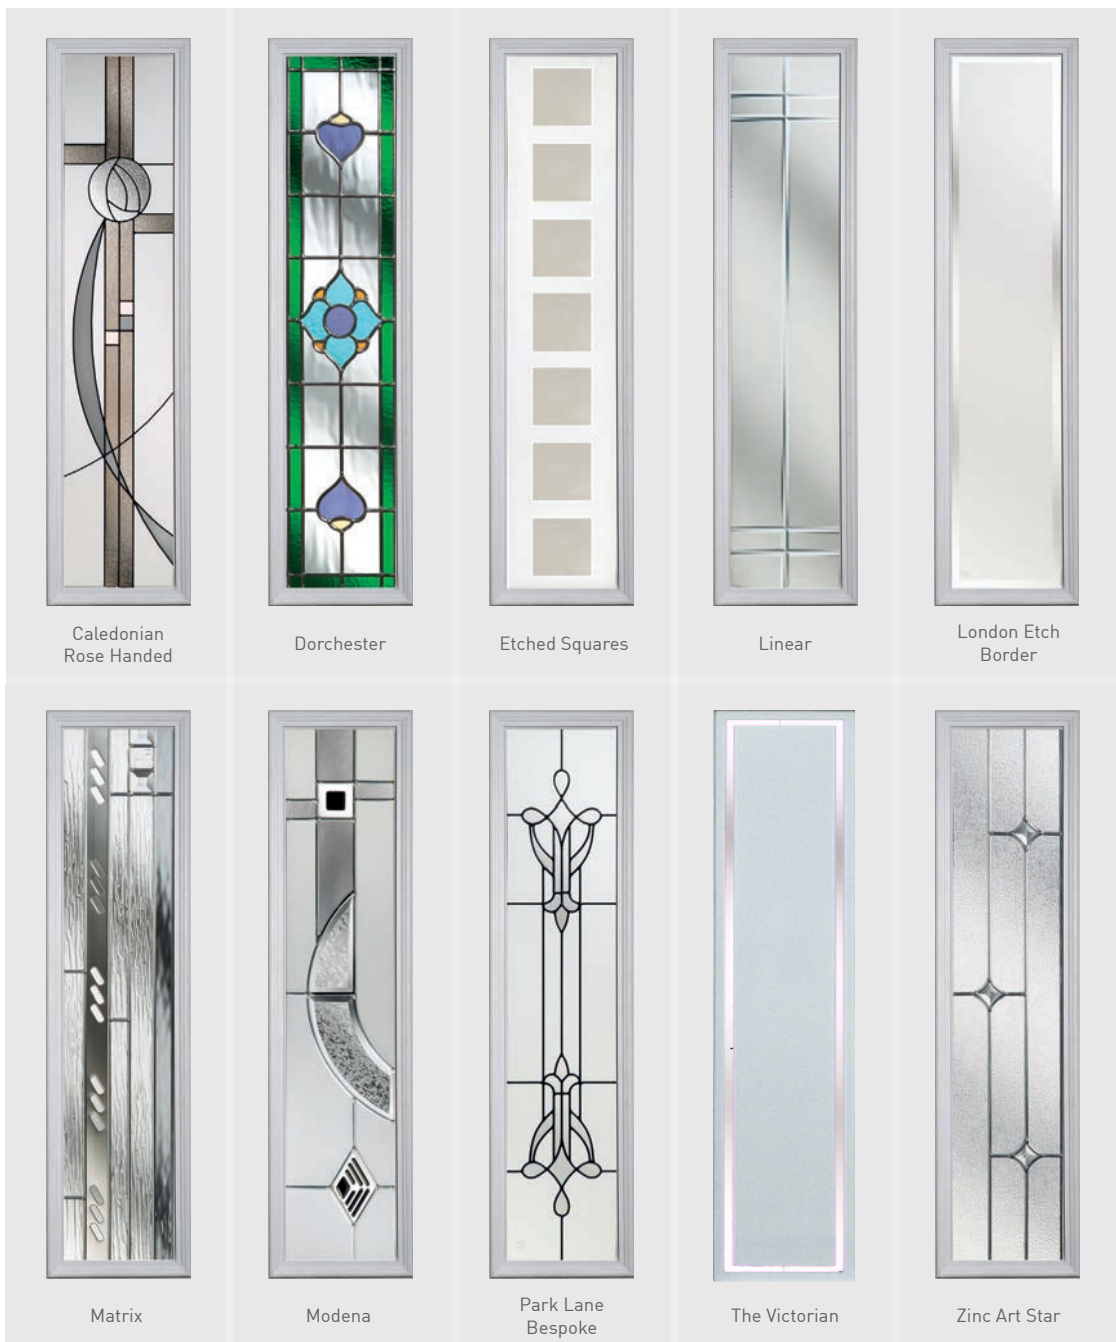 Caledonian
Rose Handed
Dorchester
Etched Squares
Linear
London Etch
Border
Matrix
Modena
Park Lane
Bespoke
The Victorian
Zinc Art Star